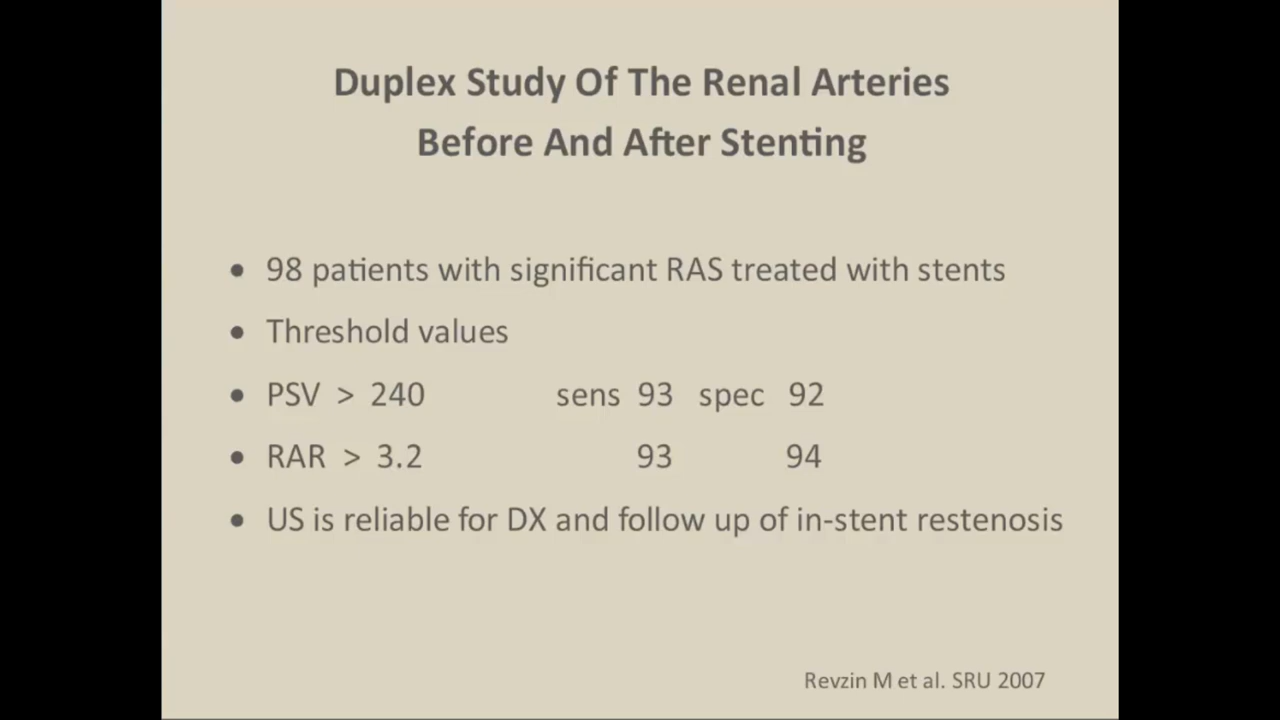 Duplex Study Of The Renal Arteries
Before And After Stenting
• 98 patients with significant RAS treated with stents
• Threshold values
• PSV > 240 sens 93 spec 92
• RAR > 3.2 93 94
• US is reliable for DX and follow up of in-stent restenosis
Revzin M et al. SRU 2007